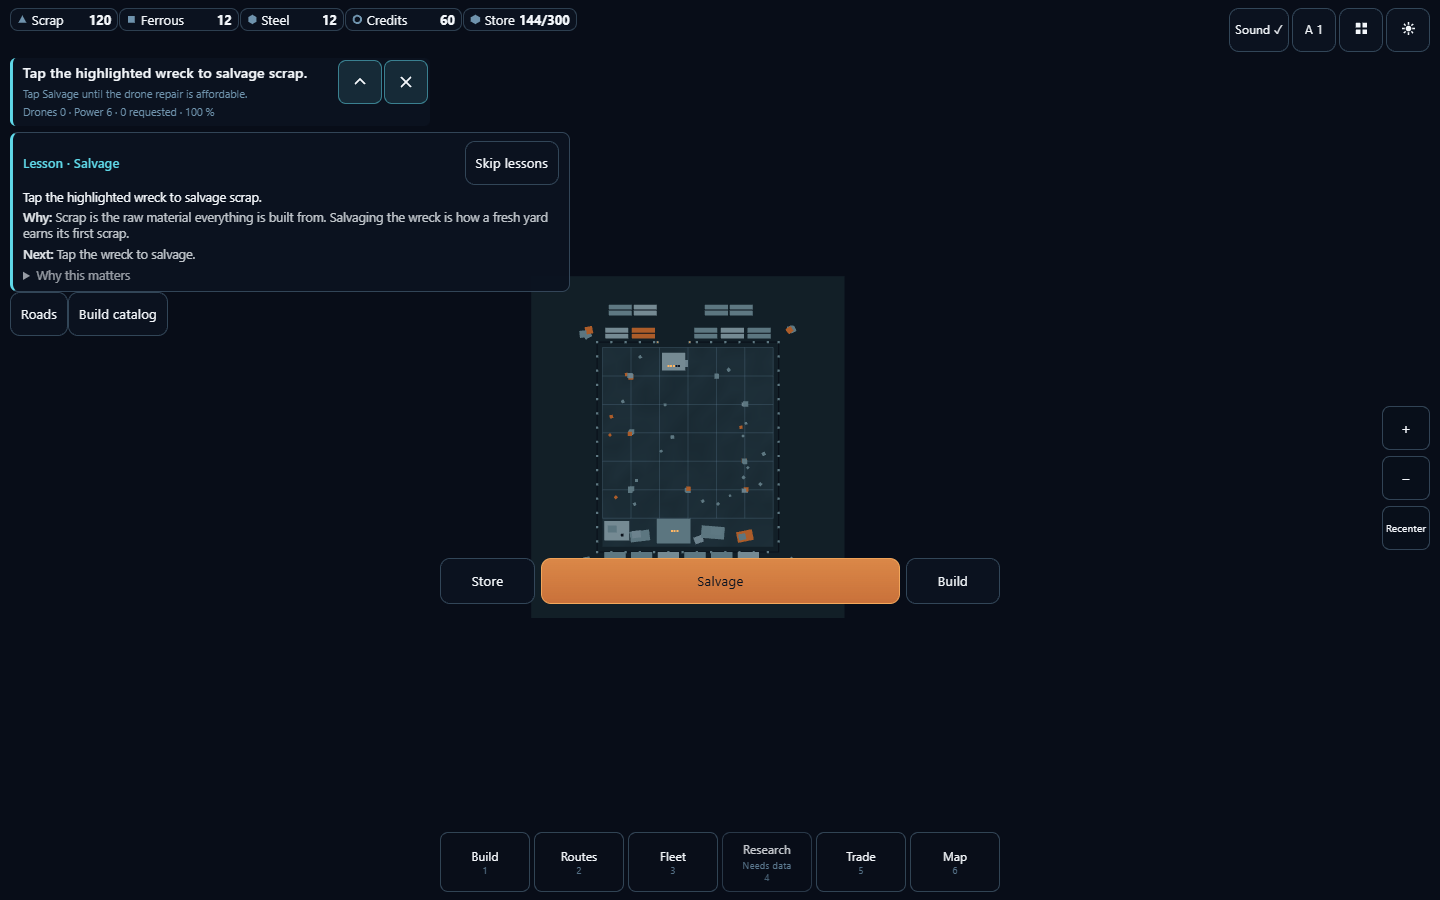 Scrap 120
Ferrous 12
Steel 12
Credits 60
Store 144/300
Sound ✓
A 1
Tap the highlighted wreck to salvage scrap.
Tap Salvage until the drone repair is affordable.
Drones 0 · Power 6 · 0 requested · 100 %
Lesson · Salvage
Skip lessons
Tap the highlighted wreck to salvage scrap.
Why: Scrap is the raw material everything is built from. Salvaging the wreck is how a fresh yard
earns its first scrap.
Next: Tap the wreck to salvage.
Why this matters
Roads
Build catalog
+
−
Recenter
Store
Salvage
Build
Build
1
Routes
2
Fleet
3
Research
Needs data
4
Trade
5
Map
6